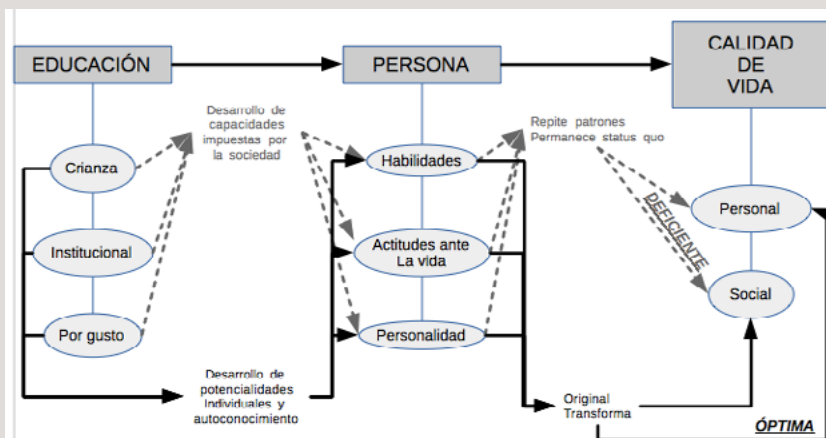 EDUCACIÓN
PERSONA
CALIDAD
DE
VIDA
Desarrollo de
capacidades
impuestas por
la sociedad
Repite patrones
Permanece status quo
Crianza
Habilidades
DEFICIENTE
Personal
Institucional
Actitudes ante
La vida
Social
Por gusto
Personalidad
Desarrollo de
potencialidades
Individuales y
autoconocimiento
Original
Transforma
ÓPTIMA